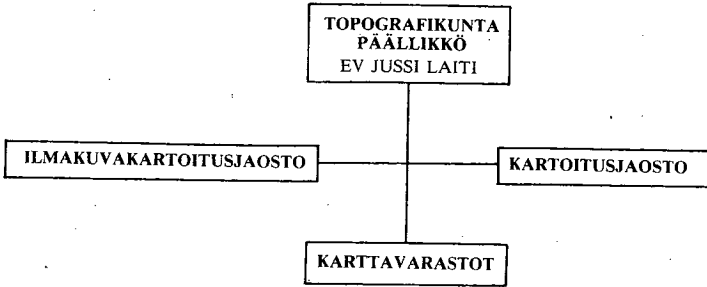 TOPOGRAFIKUNTA
PÄÄLLIKKÖ
EV JUSSI LAITI
ILMAKUVAKARTOITUSJAOSTO
KARTOITUSJAOSTO
KARTTAVARASTOT